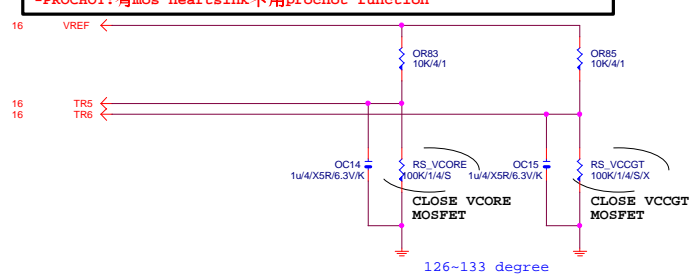 -PROCHOT:有mos heartsink不用prochot function
16 VREF
OR83
10K/4/1
OR85
10K/4/1
16 TR5
16 TR6
OC14
1u/4/X5R/6.3V/K
RS_VCORE
100K/1/4/S
OC15
1u/4/X5R/6.3V/K
RS_VCCGT
100K/1/4/S/X
CLOSE VCORE
MOSFET
CLOSE VCCGT
MOSFET
126~133 degree